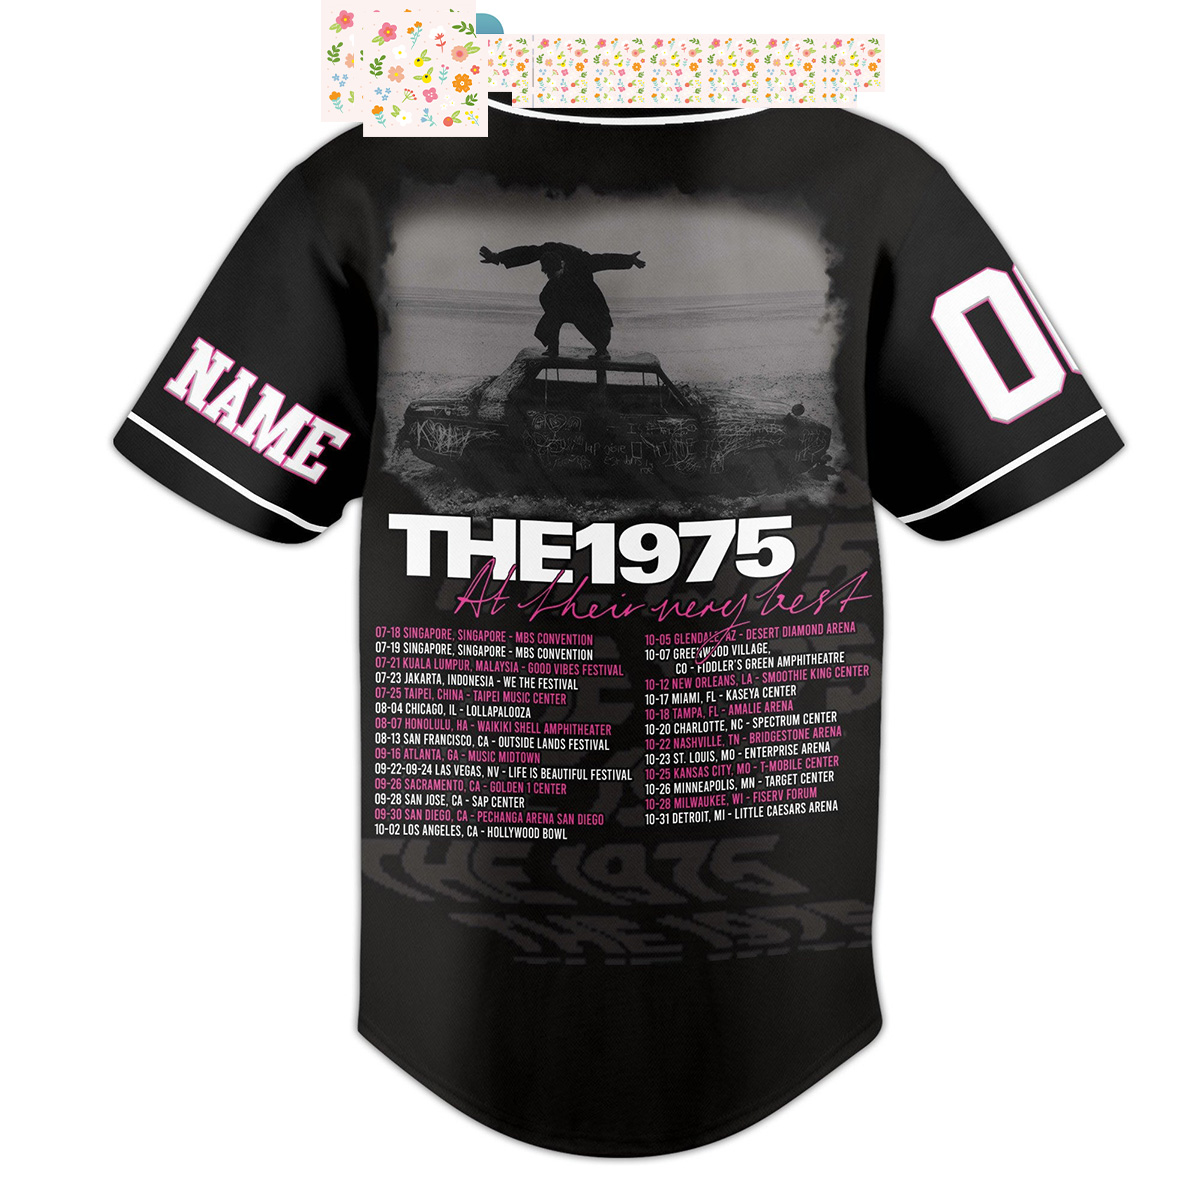 NAME
0
THE1975
At their very best
07-18 SINGAPORE, SINGAPORE - MBS CONVENTION
07-19 SINGAPORE, SINGAPORE - MBS CONVENTION
07-21 KUALA LUMPUR, MALAYSIA - GOOD VIBES FESTIVAL
07-23 JAKARTA, INDONESIA - WE THE FESTIVAL
07-25 TAIPEI, CHINA - TAIPEI MUSIC CENTER
08-04 CHICAGO, IL - LOLLAPALOOZA
08-07 HONOLULU, HA - WAIKIKI SHELL AMPHITHEATER
08-13 SAN FRANCISCO, CA - OUTSIDE LANDS FESTIVAL
09-16 ATLANTA, GA - MUSIC MIDTOWN
09-22-09-24 LAS VEGAS, NV - LIFE IS BEAUTIFUL FESTIVAL
09-26 SACRAMENTO, CA - GOLDEN 1 CENTER
09-28 SAN JOSE, CA - SAP CENTER
09-30 SAN DIEGO, CA - PECHANGA ARENA SAN DIEGO
10-02 LOS ANGELES, CA - HOLLYWOOD BOWL
10-05 GLENDALE, AZ - DESERT DIAMOND ARENA
10-07 GREENWOOD VILLAGE,
CO - FIDDLER'S GREEN AMPHITHEATRE
10-12 NEW ORLEANS, LA - SMOOTHIE KING CENTER
10-17 MIAMI, FL - KASEYA CENTER
10-18 TAMPA, FL - AMALIE ARENA
10-20 CHARLOTTE, NC - SPECTRUM CENTER
10-22 NASHVILLE, TN - BRIDGESTONE ARENA
10-23 ST. LOUIS, MO - ENTERPRISE ARENA
10-25 KANSAS CITY, MO - T-MOBILE CENTER
10-26 MINNEAPOLIS, MN - TARGET CENTER
10-28 MILWAUKEE, WI - FISERV FORUM
10-31 DETROIT, MI - LITTLE CAESARS ARENA
THE 1975
THE 1975